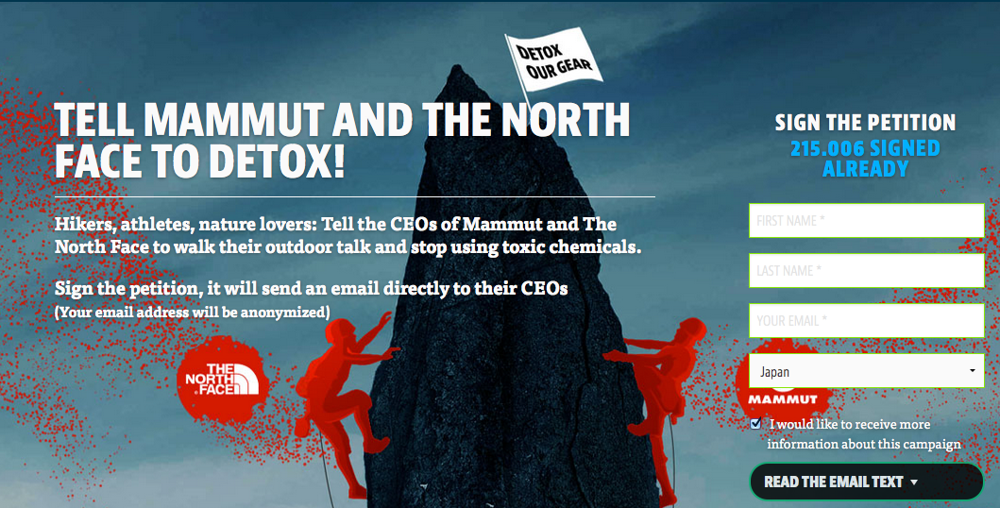 DETOX
OUR GEAR
TELL MAMMUT AND THE NORTH
FACE TO DETOX!
Hikers, athletes, nature lovers: Tell the CEOs of Mammut and The
North Face to walk their outdoor talk and stop using toxic chemicals.
Sign the petition, it will send an email directly to their CEOs
(Your email address will be anonymized)
THE
NORTH
FACE
SIGN THE PETITION
215.006 SIGNED
ALREADY
FIRST NAME *
LAST NAME *
YOUR EMAIL *
Japan
MAMMUT
I would like to receive more
information about this campaign
READ THE EMAIL TEXT